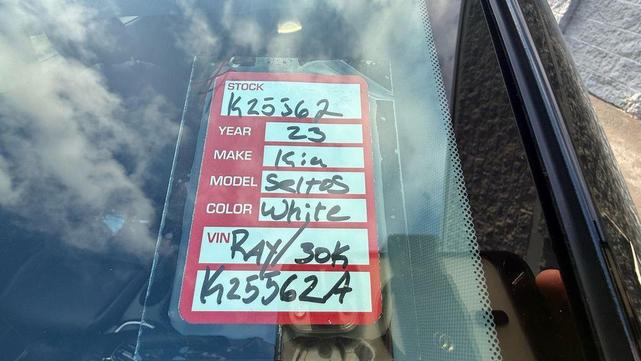 STOCK
K25562
YEAR 23
MAKE Kia
MODEL Seltos
COLOR White
VIN RAY/30K
K25562A